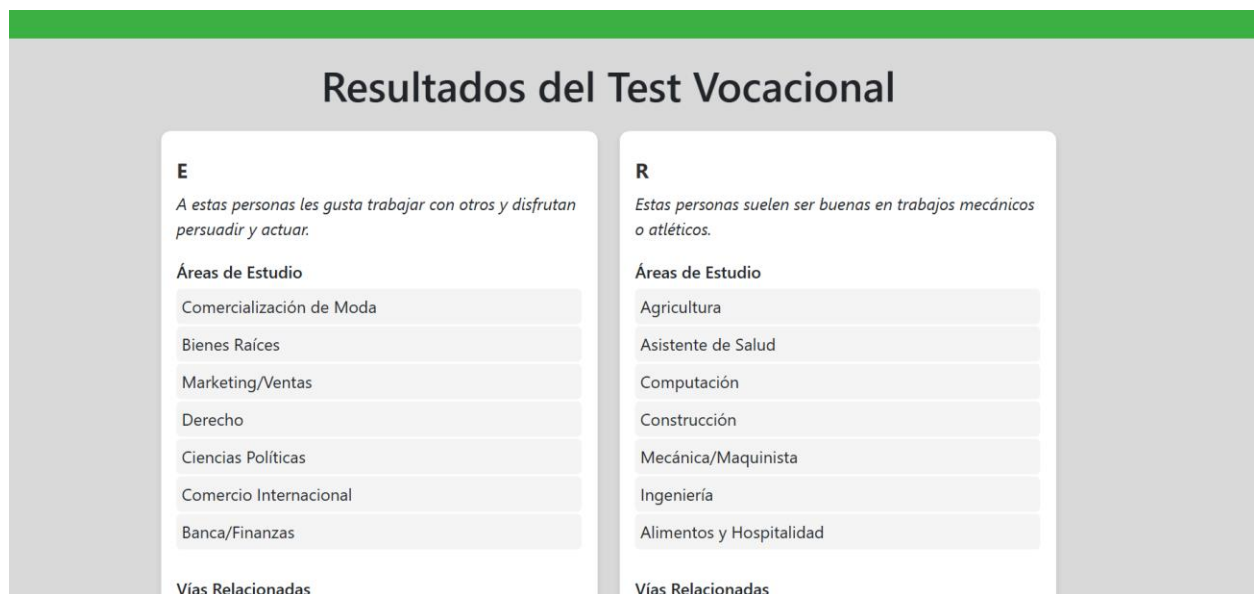 Resultados del Test Vocacional
E
A estas personas les gusta trabajar con otros y disfrutan
persuadir y actuar.
Áreas de Estudio
Comercialización de Moda
Bienes Raíces
Marketing/Ventas
Derecho
Ciencias Políticas
Comercio Internacional
Banca/Finanzas
Vías Relacionadas
R
Estas personas suelen ser buenas en trabajos mecánicos
o atléticos.
Áreas de Estudio
Agricultura
Asistente de Salud
Computación
Construcción
Mecánica/Maquinista
Ingeniería
Alimentos y Hospitalidad
Vías Relacionadas